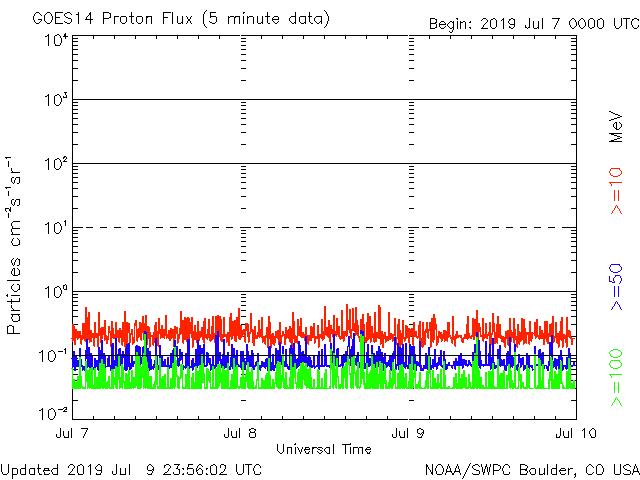 GOES14 Proton Flux (5 minute data)
Begin: 2019 Jul 7 0000 UTC
10⁴
10³
10²
10¹
10⁰
10⁻¹
10⁻²
Particles cm⁻²s⁻¹sr⁻¹
Jul 7
Jul 8
Jul 9
Jul 10
Universal Time
MeV
>=10
>=50
>=100
Updated 2019 Jul 9 23:56:02 UTC
NOAA/SWPC Boulder, CO USA